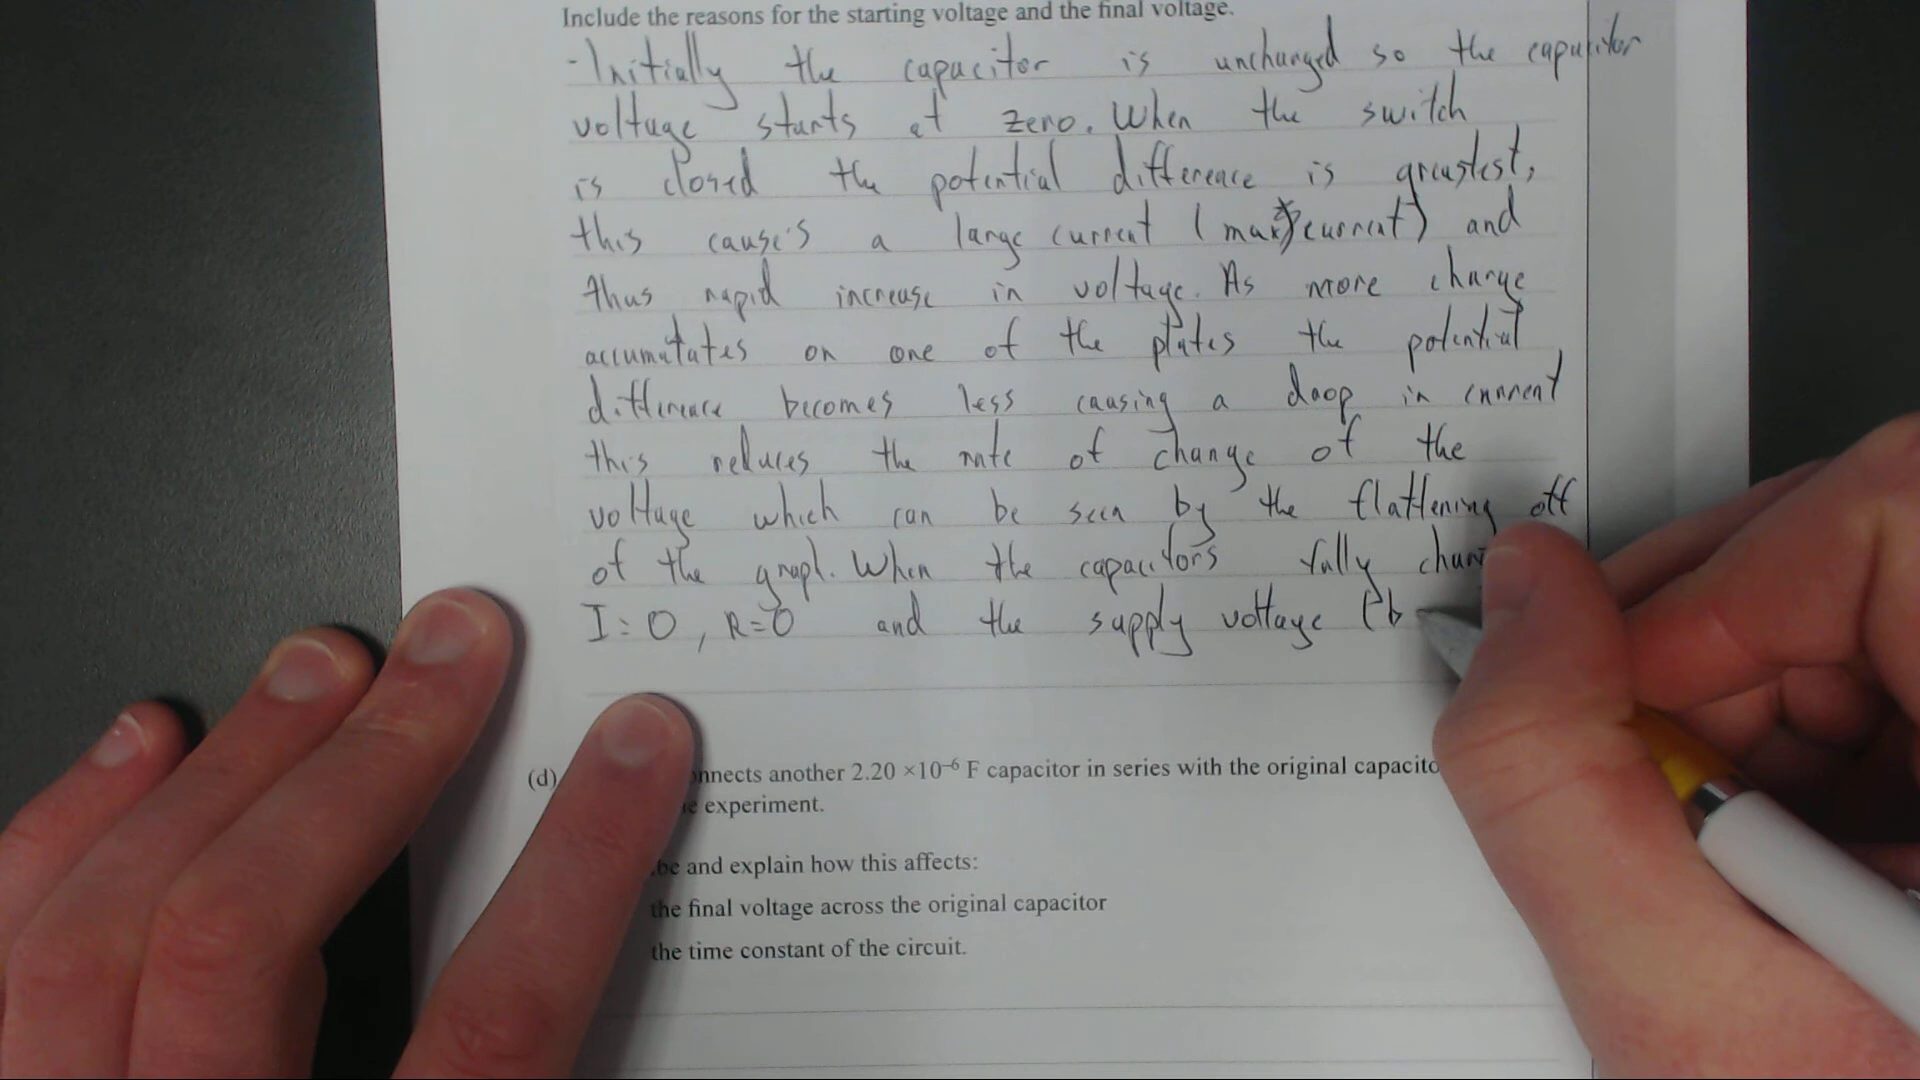 Include the reasons for the starting voltage and the final voltage.
- Initially the capacitor is uncharged so the capacitor
voltage starts at zero. When the switch
is closed the potential difference is greastest,
this cause's a large current (max current) and
thus rapid increase in voltage. As more charge
accumatates on one of the plates the potential
difference becomes less causing a droop in current
this reduces the rate of change of the
voltage which can be seen by the flattening off
of the graph. When the capacitors fully char
I=0, R=0 and the supply voltage (b
(d) nnects another 2.20 ×10⁻⁶ F capacitor in series with the original capacito
e experiment.
be and explain how this affects:
the final voltage across the original capacitor
the time constant of the circuit.